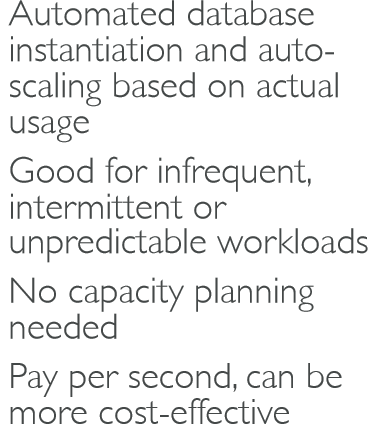 Automated database
instantiation and auto-
scaling based on actual
usage
Good for infrequent,
intermittent or
unpredictable workloads
No capacity planning
needed
Pay per second, can be
more cost-effective